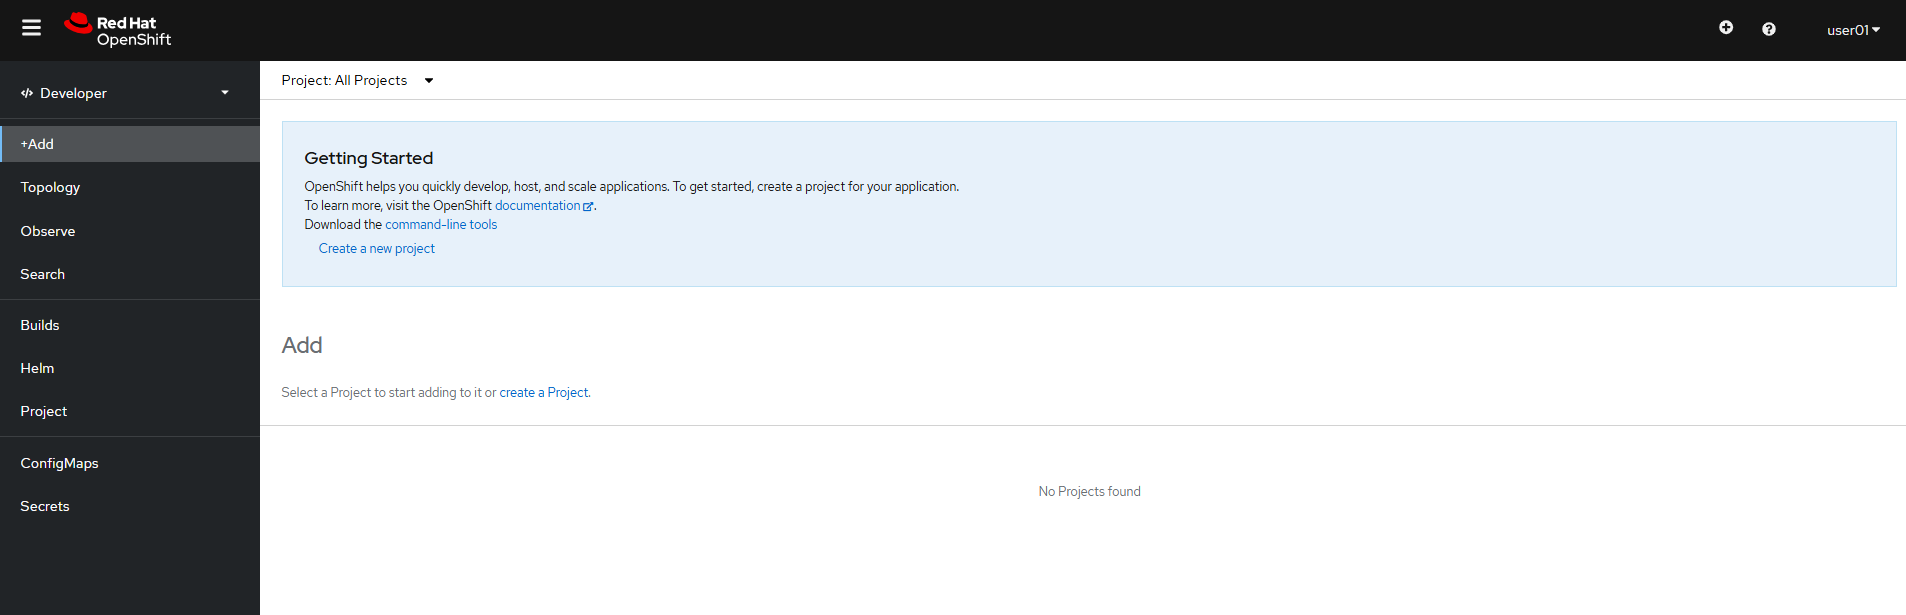 Red Hat
OpenShift
user01
Developer
Project: All Projects
+Add
Topology
Observe
Search
Builds
Helm
Project
ConfigMaps
Secrets
Getting Started
OpenShift helps you quickly develop, host, and scale applications. To get started, create a project for your application.
To learn more, visit the OpenShift documentation.
Download the command-line tools
Create a new project
Add
Select a Project to start adding to it or create a Project.
No Projects found